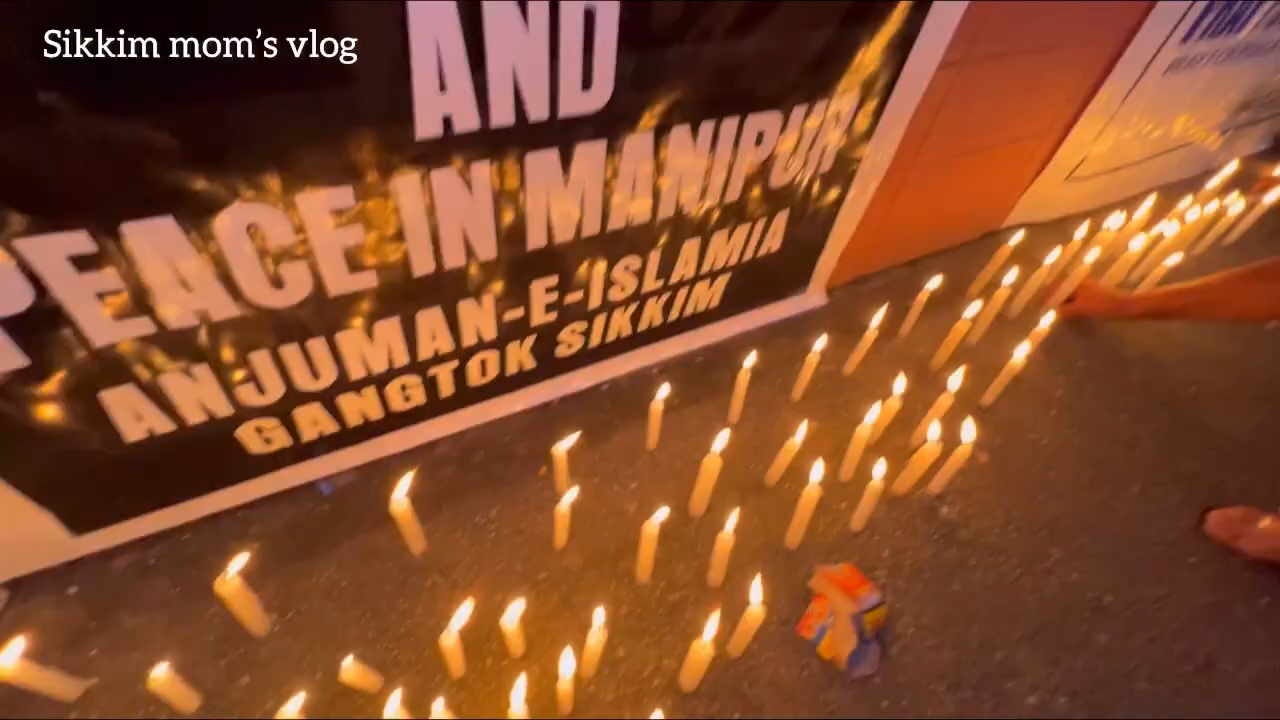 Sikkim mom's vlog
AND
PEACE IN MANIPUR
ANJUMAN-E-ISLAMIA
GANGTOK SIKKIM